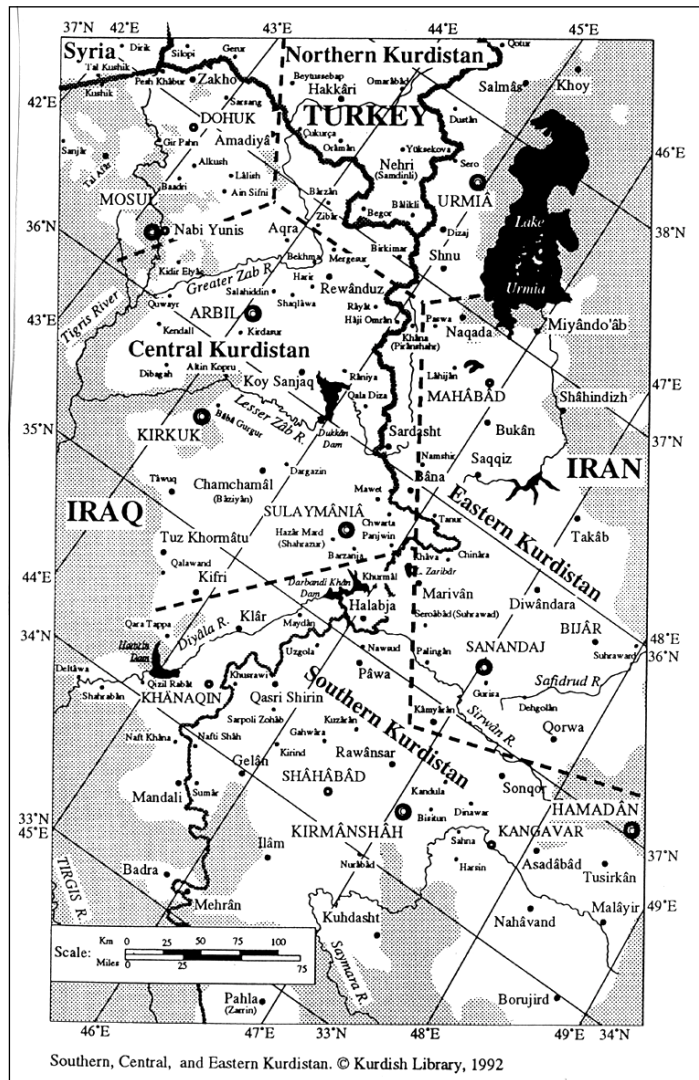 37°N 42°E
43°E
44°E
45°E
Syria
Dirik
Silopi
Gerur
Northern Kurdistan
Qotur
Tal Kushik
Kushik
Pesh Khâbur
Zakho
Beytussebap
Hakkâri
Omarâbâd
Salmâs
Khoy
42°E
Sarsang
DOHUK
TURKEY
Dustân
Amadiyâ
Çukurça
Gir Pahn
Orâmân
Yüksekova
46°E
Sanjâr
Tal Afar
Alkush
Lâlish
Nehri
(Samdinli)
Sero
Baadri
Ain Sifni
Bârzân
URMIÂ
MOSUL
Zibâr
Begor
Bâlikli
Lake
Urmia
36°N
Nabi Yunis
Aqra
Birkimar
Dizaj
38°N
Bekhma
Mergesur
Shnu
Kidir Elyâs
Greater Zab R.
Harir
Rewânduz
Tigris River
Quwayr
Salahiddin
Shaqlâwa
ARBIL
Râyât
Hâji Omrân
Paswa
Naqada
Miyândo'âb
43°E
Kendall
Kirdasur
Khâna
(Pirânshahr)
Central Kurdistan
Dibagah
Altin Kopru
Koy Sanjaq
Râniya
Lâhijân
MAHÂBÂD
47°E
Qala Diza
Shâhindizh
35°N
Lesser Zâb R.
KIRKUK
Bâbâ Gurgur
Dukkân
Dam
Sardasht
Bukân
37°N
Dargazin
Namshir
Saqqiz
IRAN
Chamchamâl
(Bâziyân)
Tâwuq
Bâna
Mawet
IRAQ
SULAYMÂNIÂ
Chwarta
Tanur
Eastern Kurdistan
Takâb
Tuz Khormâtu
Hazâr Mard
(Shahrazur)
Panjwin
Barzanja
Khâva
Chinâra
Qalawand
44°E
Kifri
Darbandi Khân
Dam
Khurmâl
L. Zaribâr
Marivân
Diwândara
Halabja
34°N
Qara Tappa
Diyâla R.
Klâr
Maydân
Seroâbâd (Suhrawad)
BIJÂR
48°E
36°N
Hamrin
Dam
Uzgola
Nawsud
Palingân
SANANDAJ
Suhraward
Deltâwa
Shahrabân
Qizil Rabât
KHÂNAQIN
Khusrawi
Qasri Shirin
Pâwa
Southern Kurdistan
Gurisa
Safidrud R.
Dehgolân
Sarpoli Zohâb
Kuzârân
Kâmyârân
Sirwân R.
Qorwa
Naft Khâna
Nafti Shâh
Gahwâra
Kirind
Rawânsar
Gelân
SHÂHÂBÂD
Sonqor
Mandali
Sumâr
Kandula
HAMADÂN
33°N
45°E
KIRMÂNSHÂH
Bisitun
Dinawar
Sahna
KANGAVAR
Asadâbâd
37°N
Ilâm
Nurâbâd
Harsin
Tusirkân
TIRGIS R.
Badra
Mehrân
Kuhdasht
Nahâvand
Malâyir
49°E
Saymara R.
Scale:
Km 0 25 50 75 100
Miles 0 25 75
Pahla
(Zarrin)
Borujird
46°E
47°E
33°N
48°E
49°E
34°N
Southern, Central, and Eastern Kurdistan. © Kurdish Library, 1992